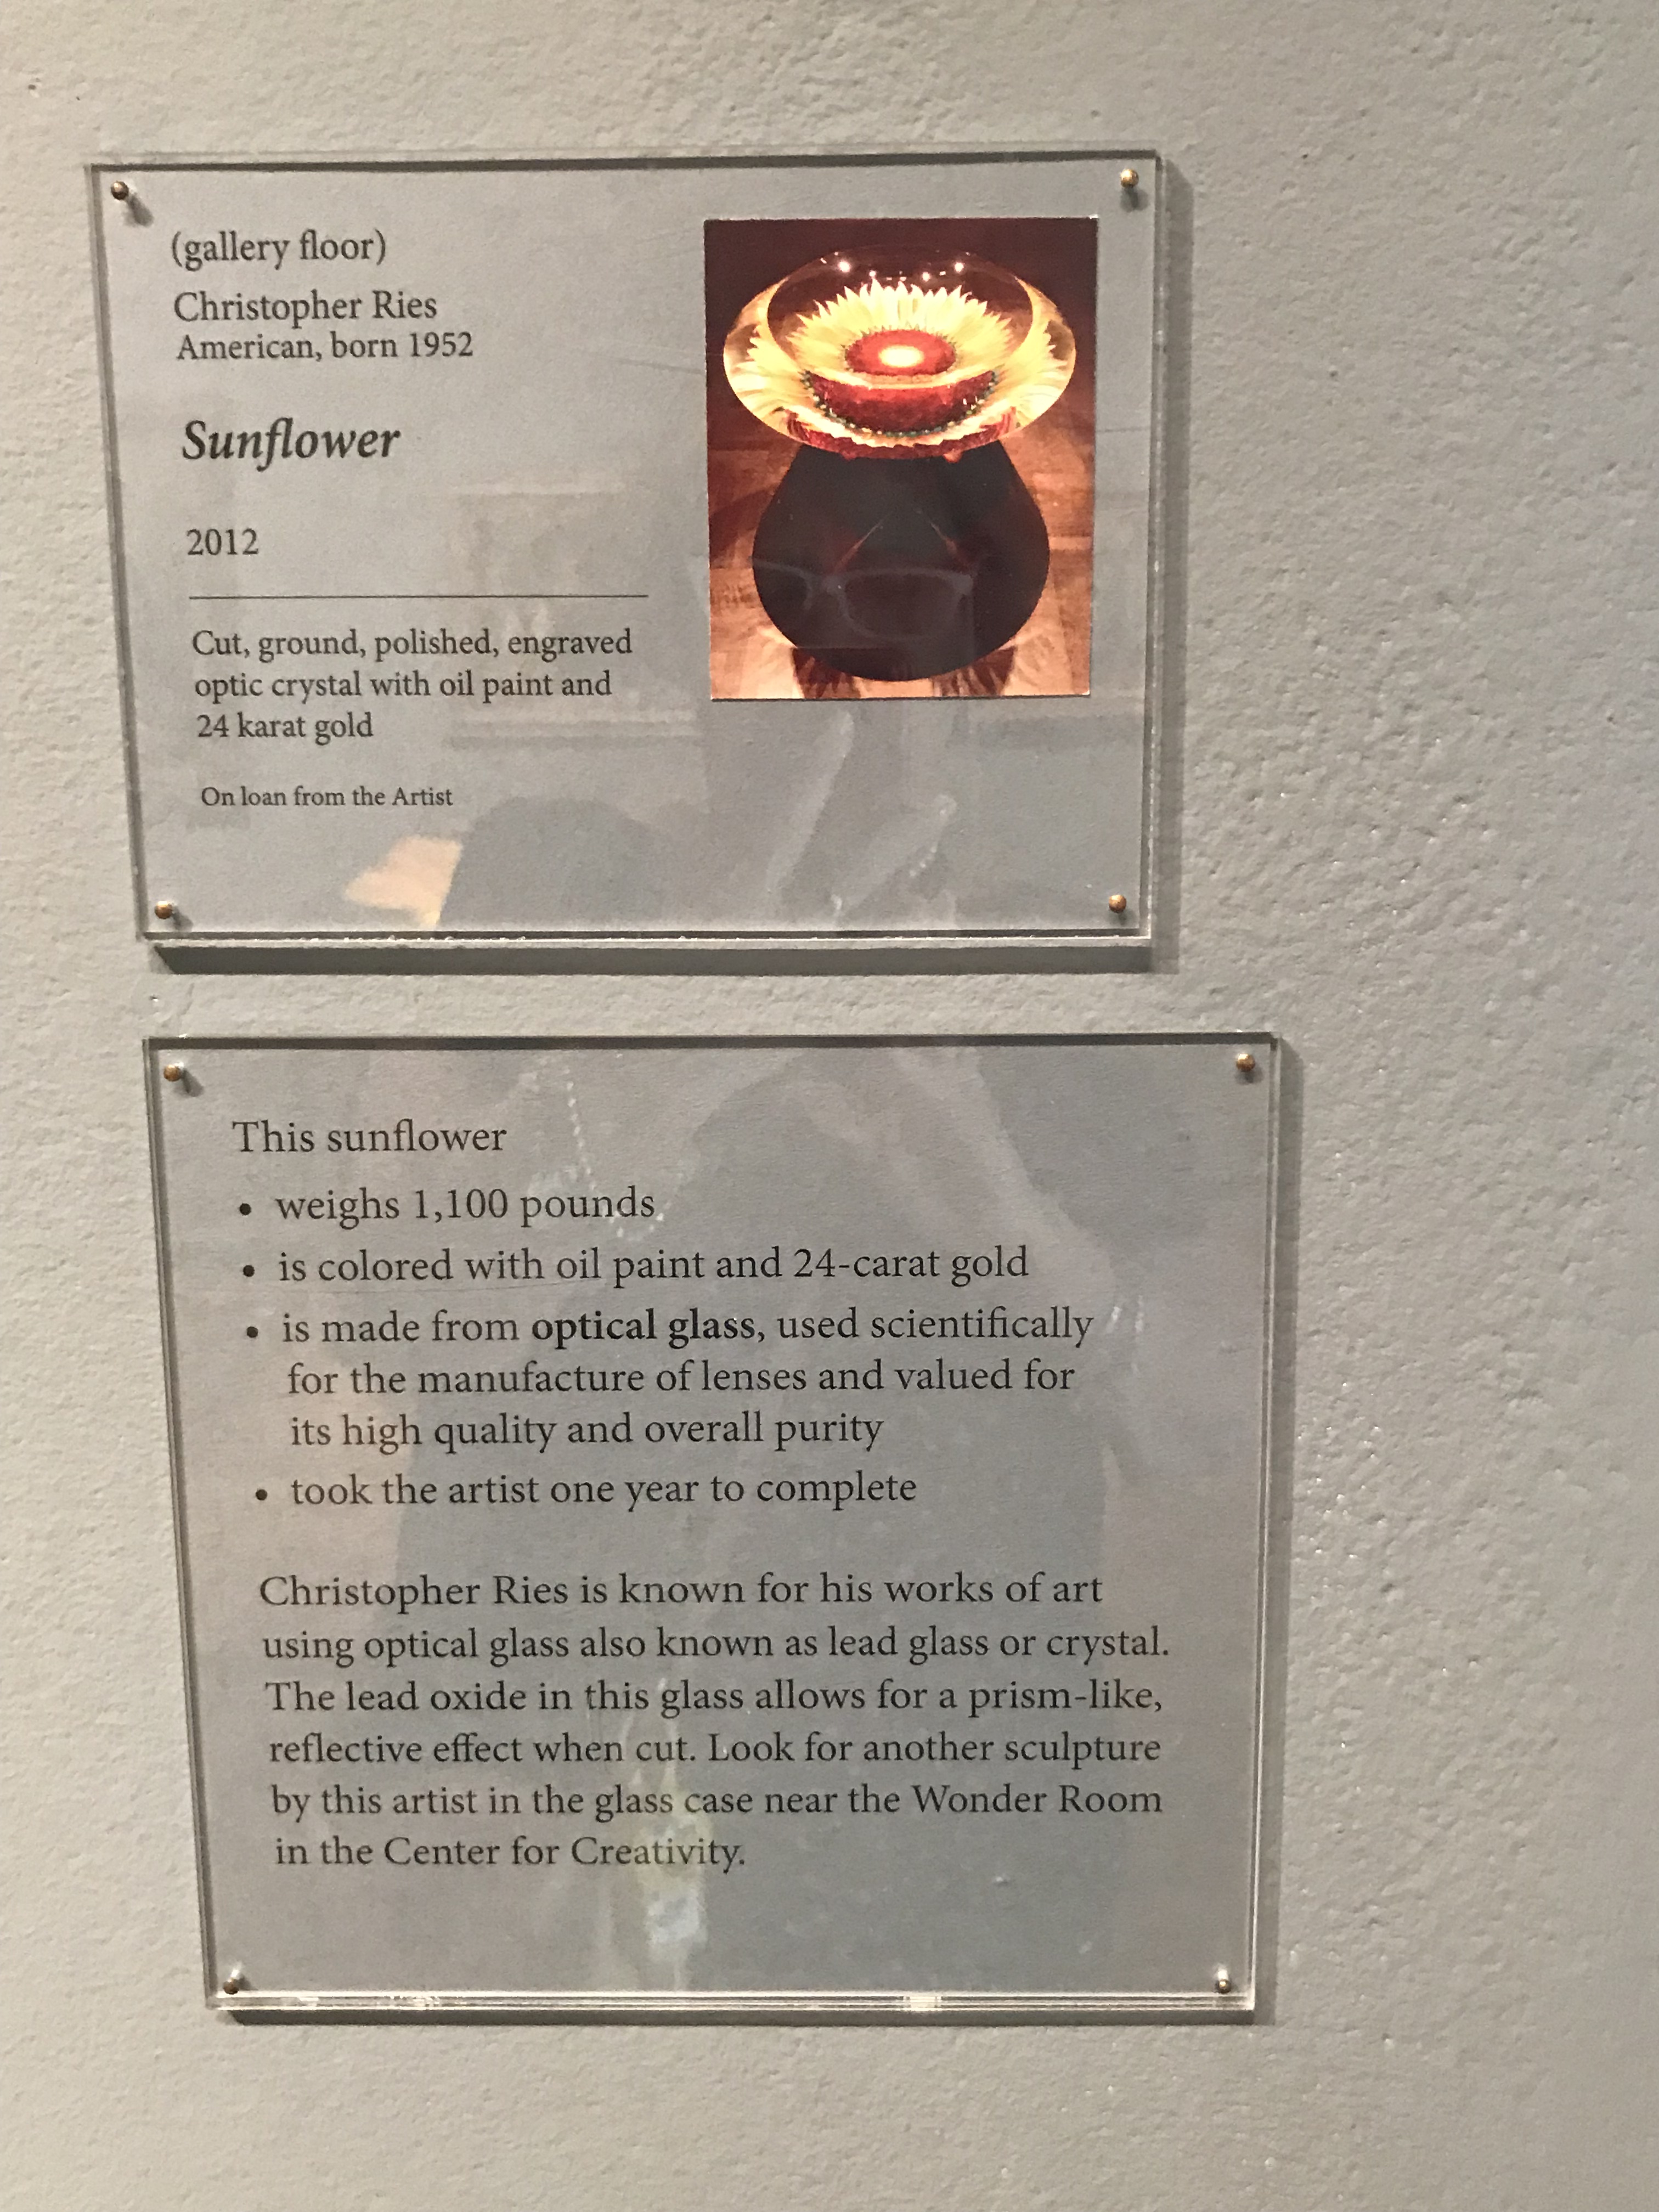 (gallery floor)
Christopher Ries
American, born 1952
Sunflower
2012
Cut, ground, polished, engraved
optic crystal with oil paint and
24 karat gold
On loan from the Artist
This sunflower
• weighs 1,100 pounds
• is colored with oil paint and 24-carat gold
• is made from optical glass, used scientifically
for the manufacture of lenses and valued for
its high quality and overall purity
• took the artist one year to complete
Christopher Ries is known for his works of art
using optical glass also known as lead glass or crystal.
The lead oxide in this glass allows for a prism-like,
reflective effect when cut. Look for another sculpture
by this artist in the glass case near the Wonder Room
in the Center for Creativity.